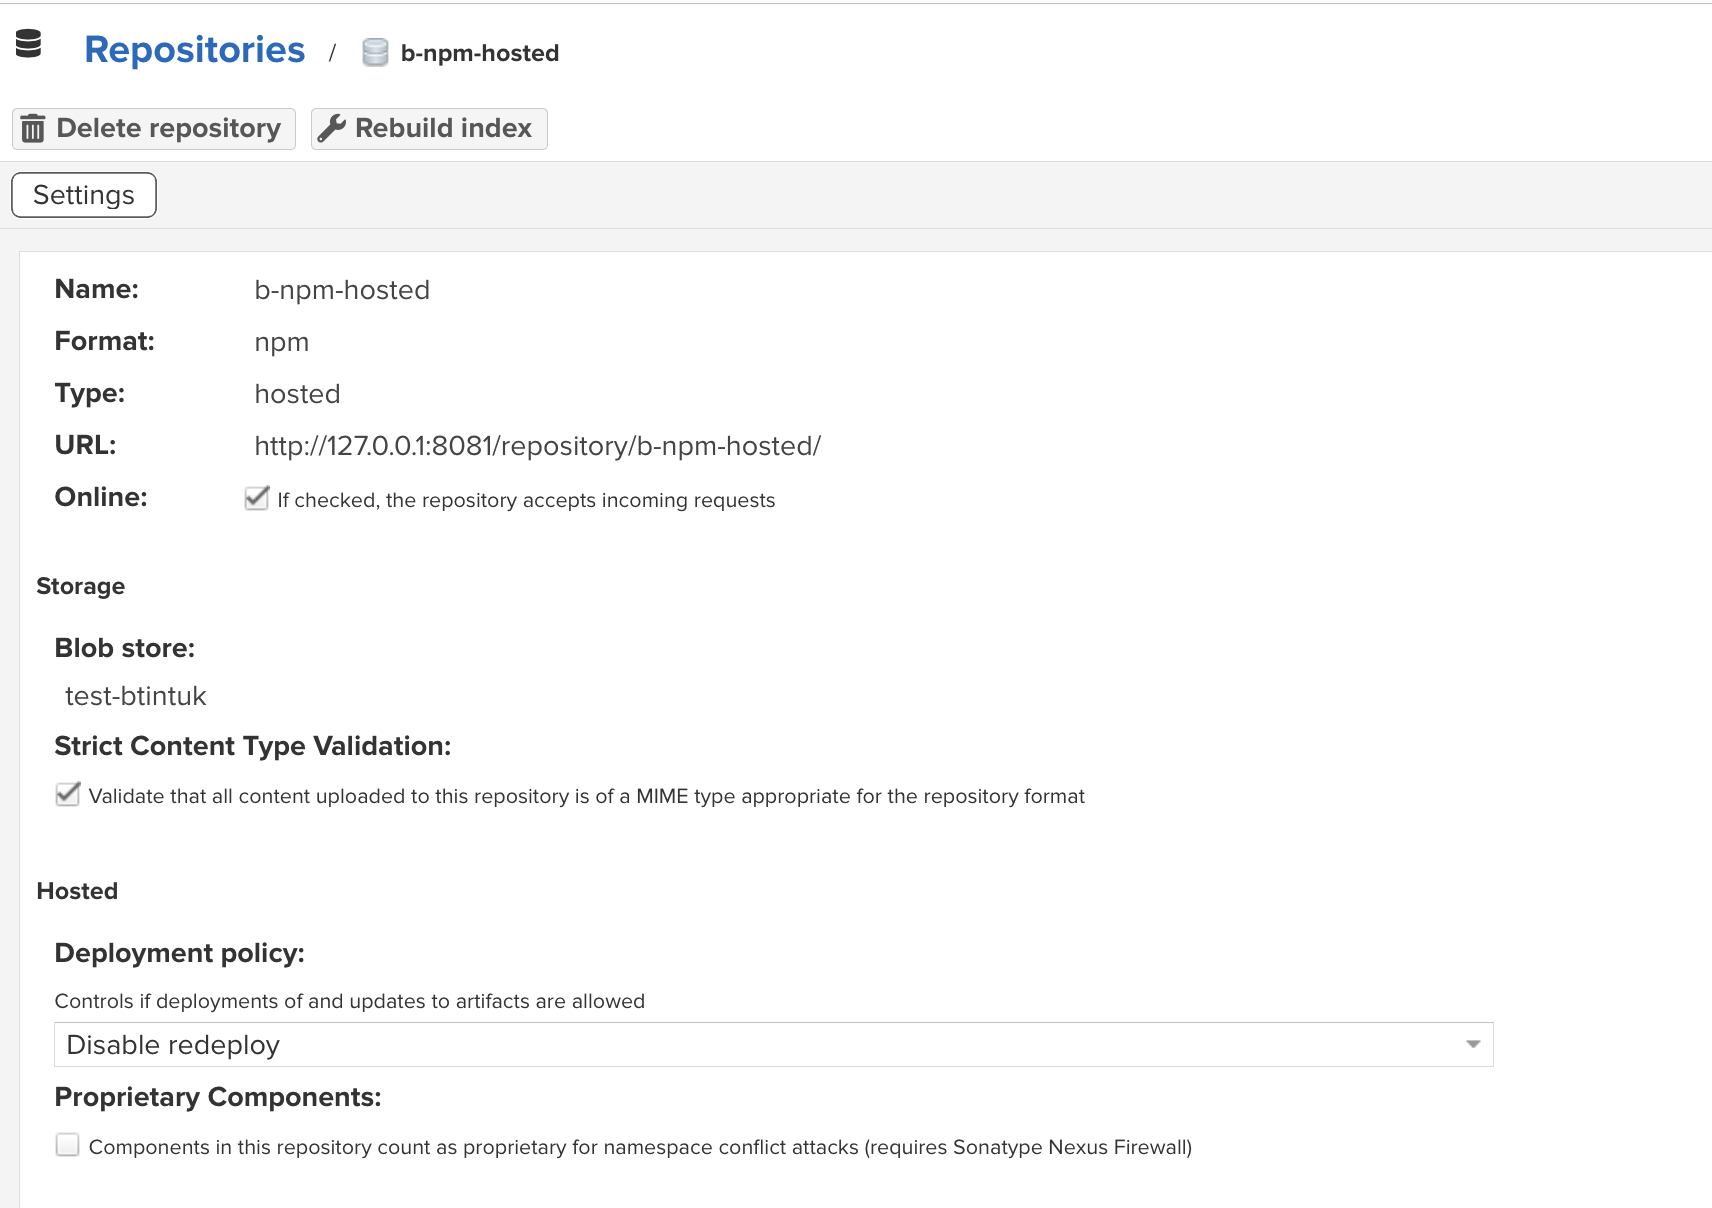 Repositories / b-npm-hosted
Delete repository Rebuild index
Settings
Name: b-npm-hosted
Format: npm
Type: hosted
URL: http://127.0.0.1:8081/repository/b-npm-hosted/
Online: If checked, the repository accepts incoming requests
Storage
Blob store:
test-btintuk
Strict Content Type Validation:
Validate that all content uploaded to this repository is of a MIME type appropriate for the repository format
Hosted
Deployment policy:
Controls if deployments of and updates to artifacts are allowed
Disable redeploy
Proprietary Components:
Components in this repository count as proprietary for namespace conflict attacks (requires Sonatype Nexus Firewall)